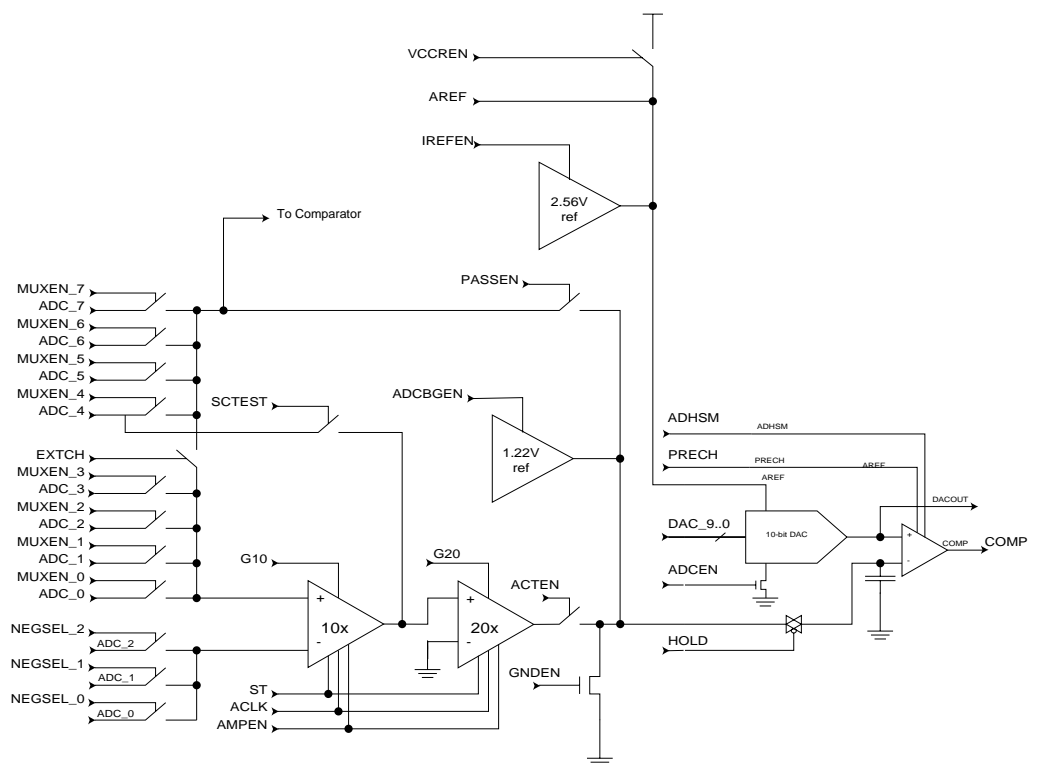 VCCREN
AREF
IREFEN
2.56V
ref
To Comparator
PASSEN
MUXEN_7
ADC_7
MUXEN_6
ADC_6
MUXEN_5
ADC_5
MUXEN_4
ADC_4
SCTEST
ADCBGEN
1.22V
ref
EXTCH
MUXEN_3
ADC_3
MUXEN_2
ADC_2
MUXEN_1
ADC_1
MUXEN_0
ADC_0
NEGSEL_2
ADC_2
NEGSEL_1
ADC_1
NEGSEL_0
ADC_0
G10
+
10x
-
G20
+
20x
-
ACTEN
ST
ACLK
AMPEN
GNDEN
ADHSM
ADHSM
PRECH
PRECH
AREF
AREF
DACOUT
DAC_9..0
10-bit DAC
+
-
COMP
COMP
ADCEN
HOLD